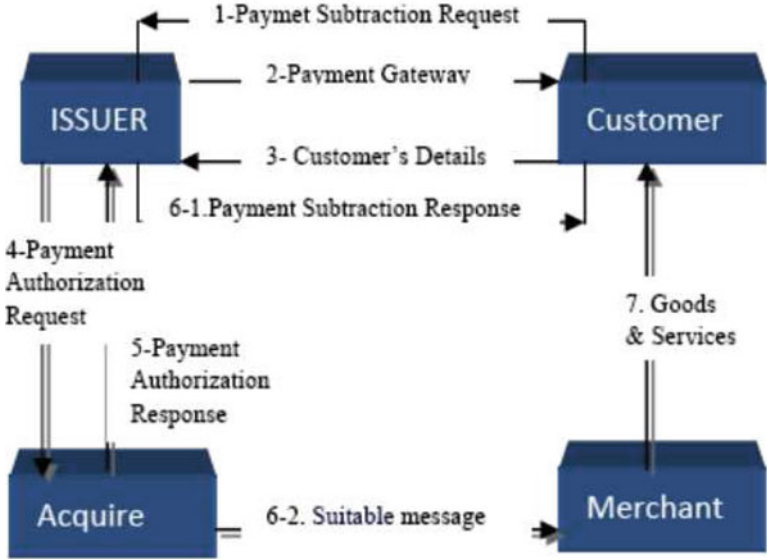 1-Paymet Subtraction Request
2-Payment Gateway
ISSUER
Customer
3- Customer's Details
6-1.Payment Subtraction Response
4-Payment
Authorization
Request
7. Goods
& Services
5-Payment
Authorization
Response
Acquire
6-2. Suitable message
Merchant